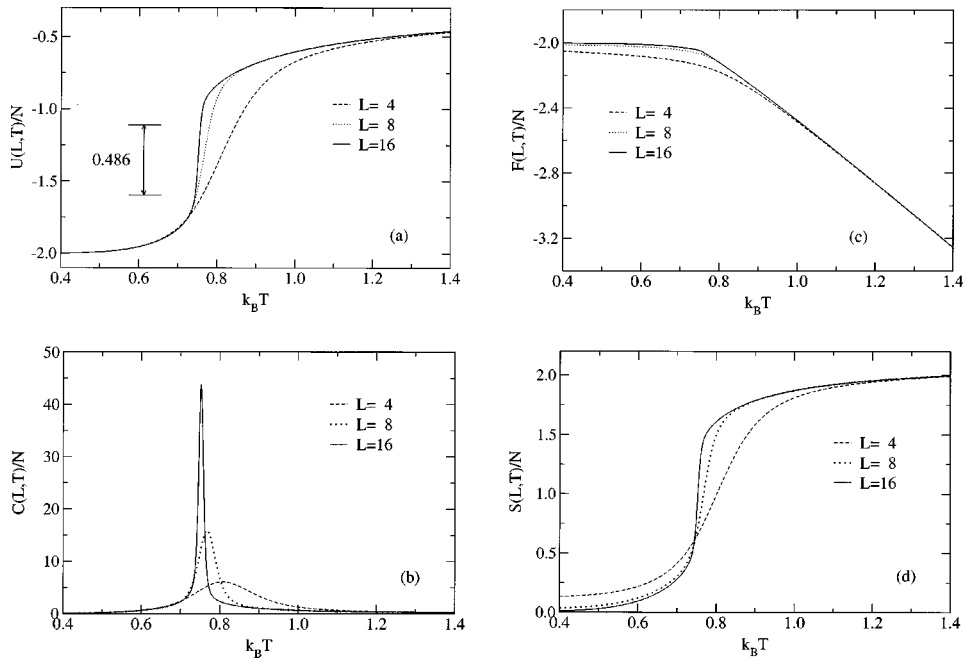 -0.5
-1.0
-1.5
-2.0
U(L,T)/N
0.486
L= 4
L= 8
L=16
(a)
0.4 0.6 0.8 1.0 1.2 1.4
k_BT
-2.0
-2.4
-2.8
-3.2
F(L,T)/N
L= 4
L= 8
L=16
(c)
0.4 0.6 0.8 1.0 1.2 1.4
k_BT
50
40
30
20
10
0
C(L,T)/N
L= 4
L= 8
L=16
(b)
0.4 0.6 0.8 1.0 1.2 1.4
k_BT
2.0
1.5
1.0
0.5
0.0
S(L,T)/N
L= 4
L= 8
L=16
(d)
0.4 0.6 0.8 1.0 1.2 1.4
k_BT